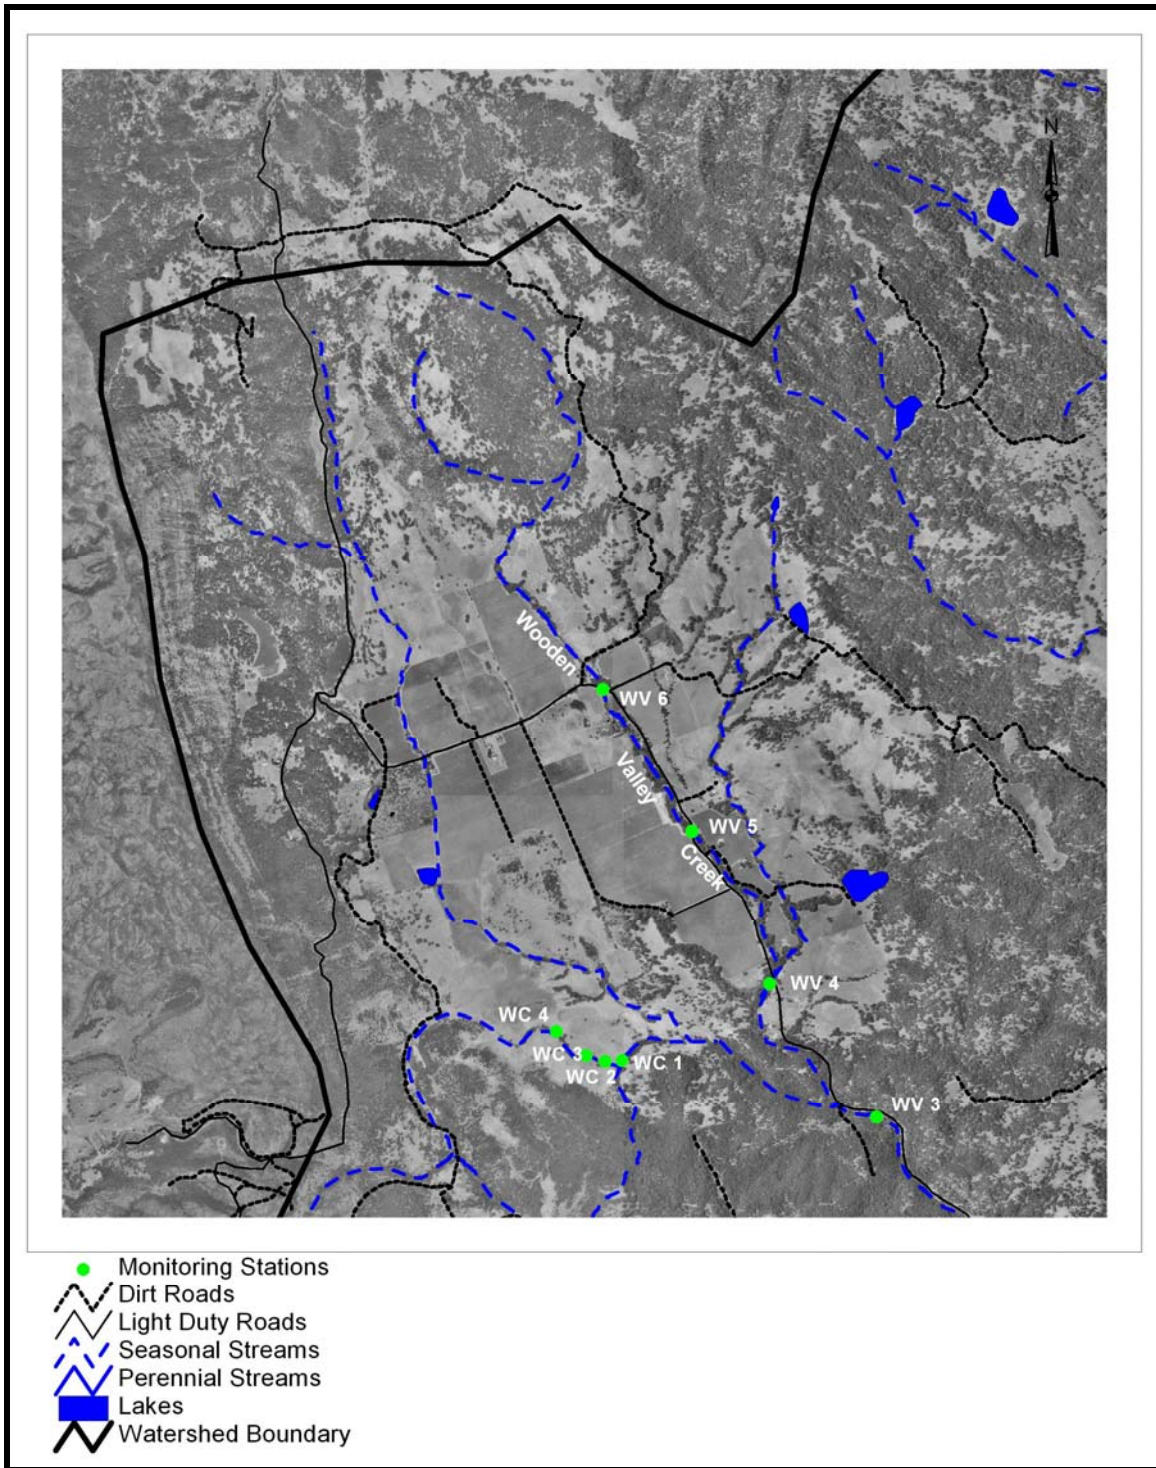 N
Wooden
WV 6
Valley
WV 5
Creek
WV 4
WC 4
WC 3
WC 2
WC 1
WV 3
Monitoring Stations
Dirt Roads
Light Duty Roads
Seasonal Streams
Perennial Streams
Lakes
Watershed Boundary